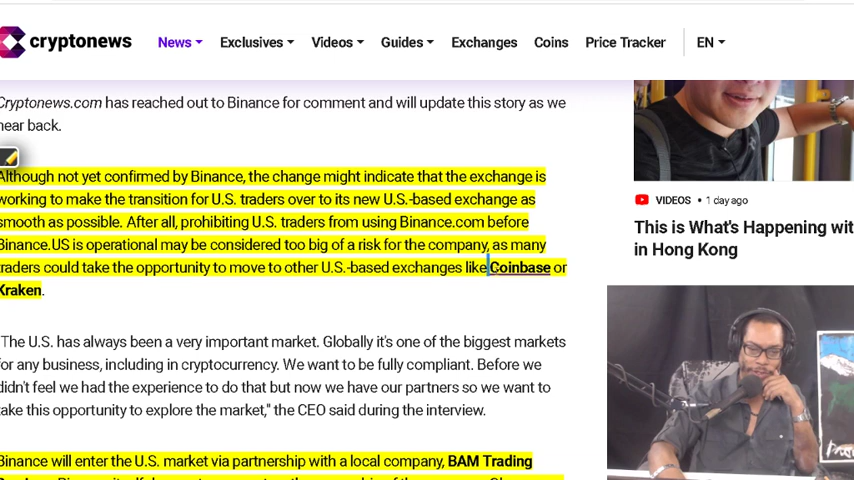 cryptonews News Exclusives Videos Guides Exchanges Coins Price Tracker EN
Cryptonews.com has reached out to Binance for comment and will update this story as we
hear back.
Although not yet confirmed by Binance, the change might indicate that the exchange is
working to make the transition for U.S. traders over to its new U.S.-based exchange as
smooth as possible. After all, prohibiting U.S. traders from using Binance.com before
Binance.US is operational may be considered too big of a risk for the company, as many
traders could take the opportunity to move to other U.S.-based exchanges like Coinbase or
Kraken.
"The U.S. has always been a very important market. Globally it's one of the biggest markets
for any business, including in cryptocurrency. We want to be fully compliant. Before we
didn't feel we had the experience to do that but now we have our partners so we want to
take this opportunity to explore the market," the CEO said during the interview.
Binance will enter the U.S. market via partnership with a local company, BAM Trading
VIDEOS • 1 day ago
This is What's Happening wit
in Hong Kong